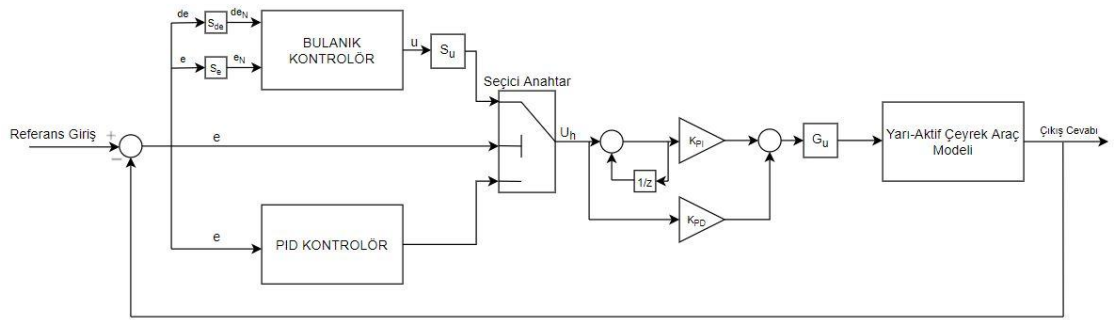 de
S_de
de_N
BULANIK
KONTROLÖR
u
S_u
e
S_e
e_N
Seçici Anahtar
Referans Giriş
+
−
e
U_h
K_PI
1/z
K_PD
G_u
Yarı-Aktif Çeyrek Araç
Modeli
Çıkış Cevabı
e
PID KONTROLÖR